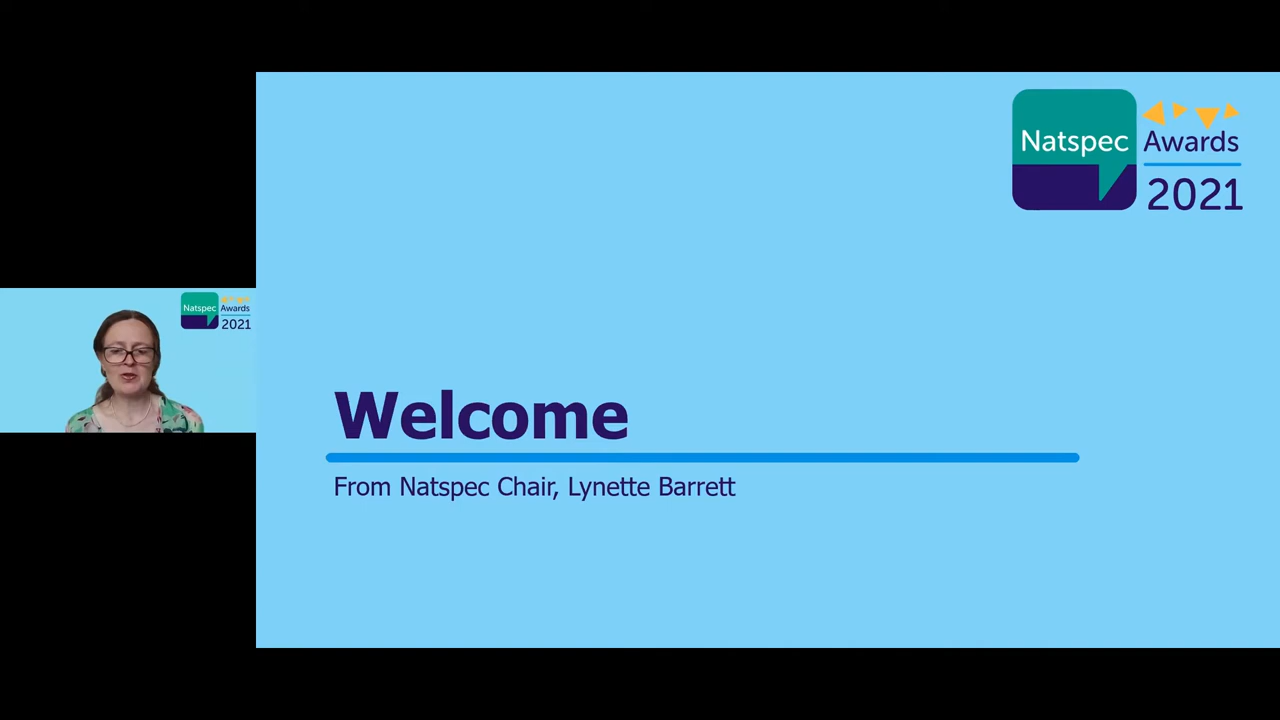 Natspec Awards
2021
Natspec Awards
2021
Welcome
From Natspec Chair, Lynette Barrett